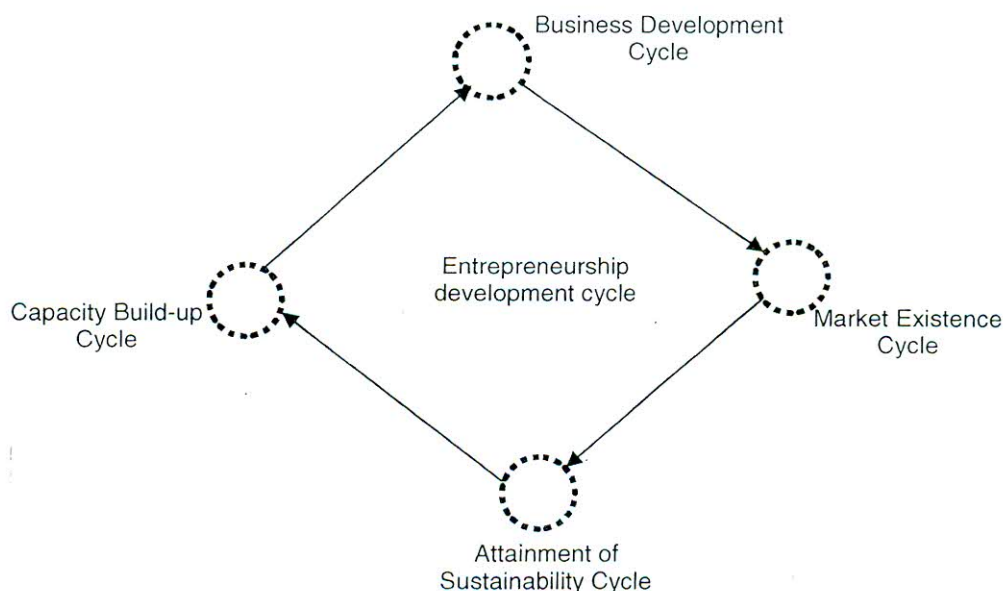 Business Development
Cycle
Entrepreneurship
development cycle
Capacity Build-up
Cycle
Market Existence
Cycle
Attainment of
Sustainability Cycle